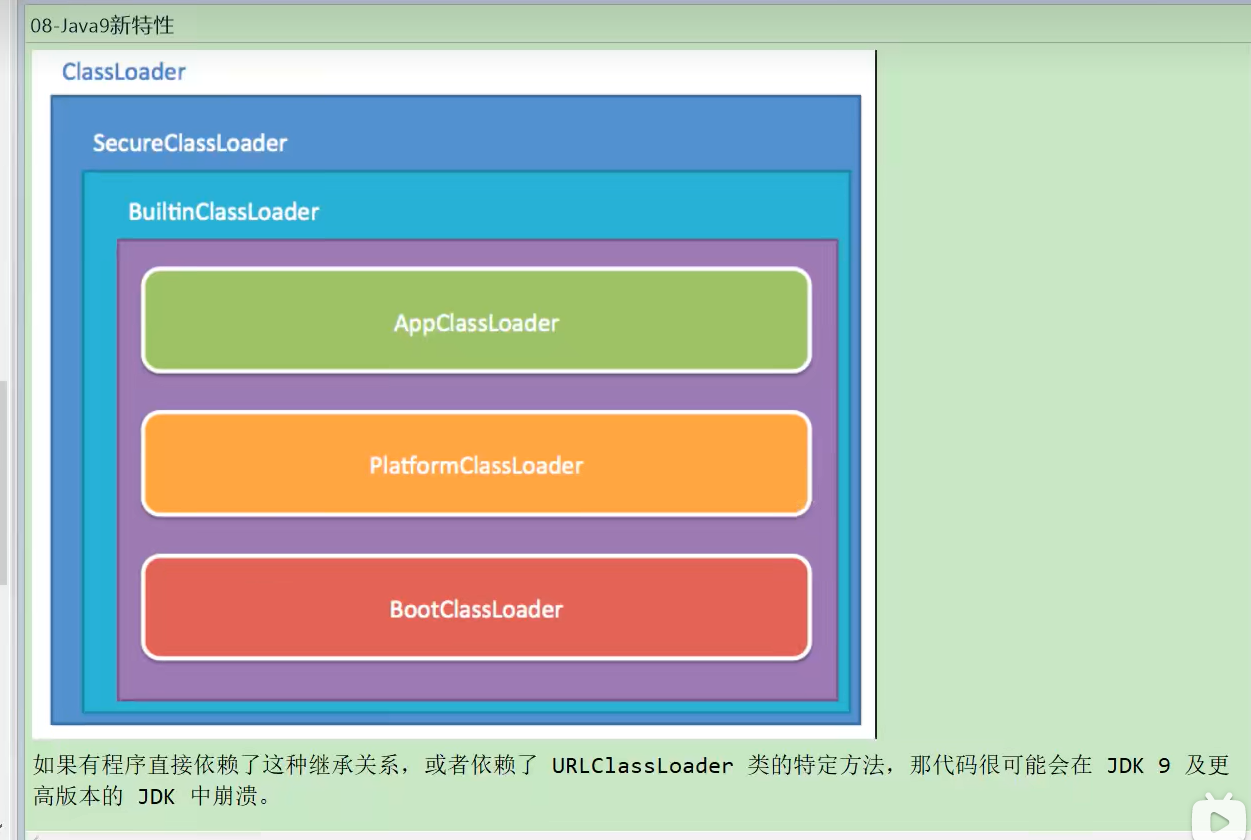 08-Java9新特性
ClassLoader
SecureClassLoader
BuiltinClassLoader
AppClassLoader
PlatformClassLoader
BootClassLoader
如果有程序直接依赖了这种继承关系，或者依赖了 URLClassLoader 类的特定方法，那代码很可能会在 JDK 9 及更
高版本的 JDK 中崩溃。